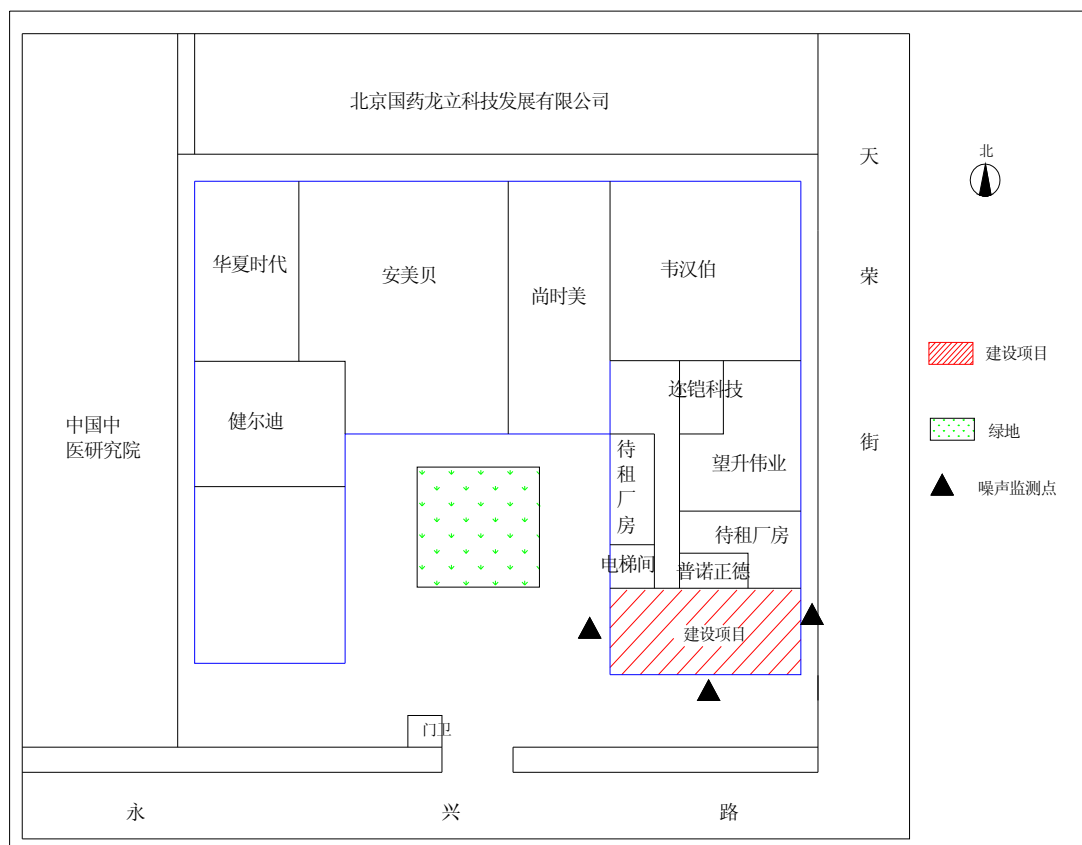 北京国药龙立科技发展有限公司
天
荣
街
北
华夏时代
安美贝
尚时美
韦汉伯
建设项目
绿地
噪声监测点
中国中
医研究院
健尔迪
迩铠科技
待
租
厂
房
望升伟业
待租厂房
电梯间
普诺正德
建设项目
门卫
永
兴
路